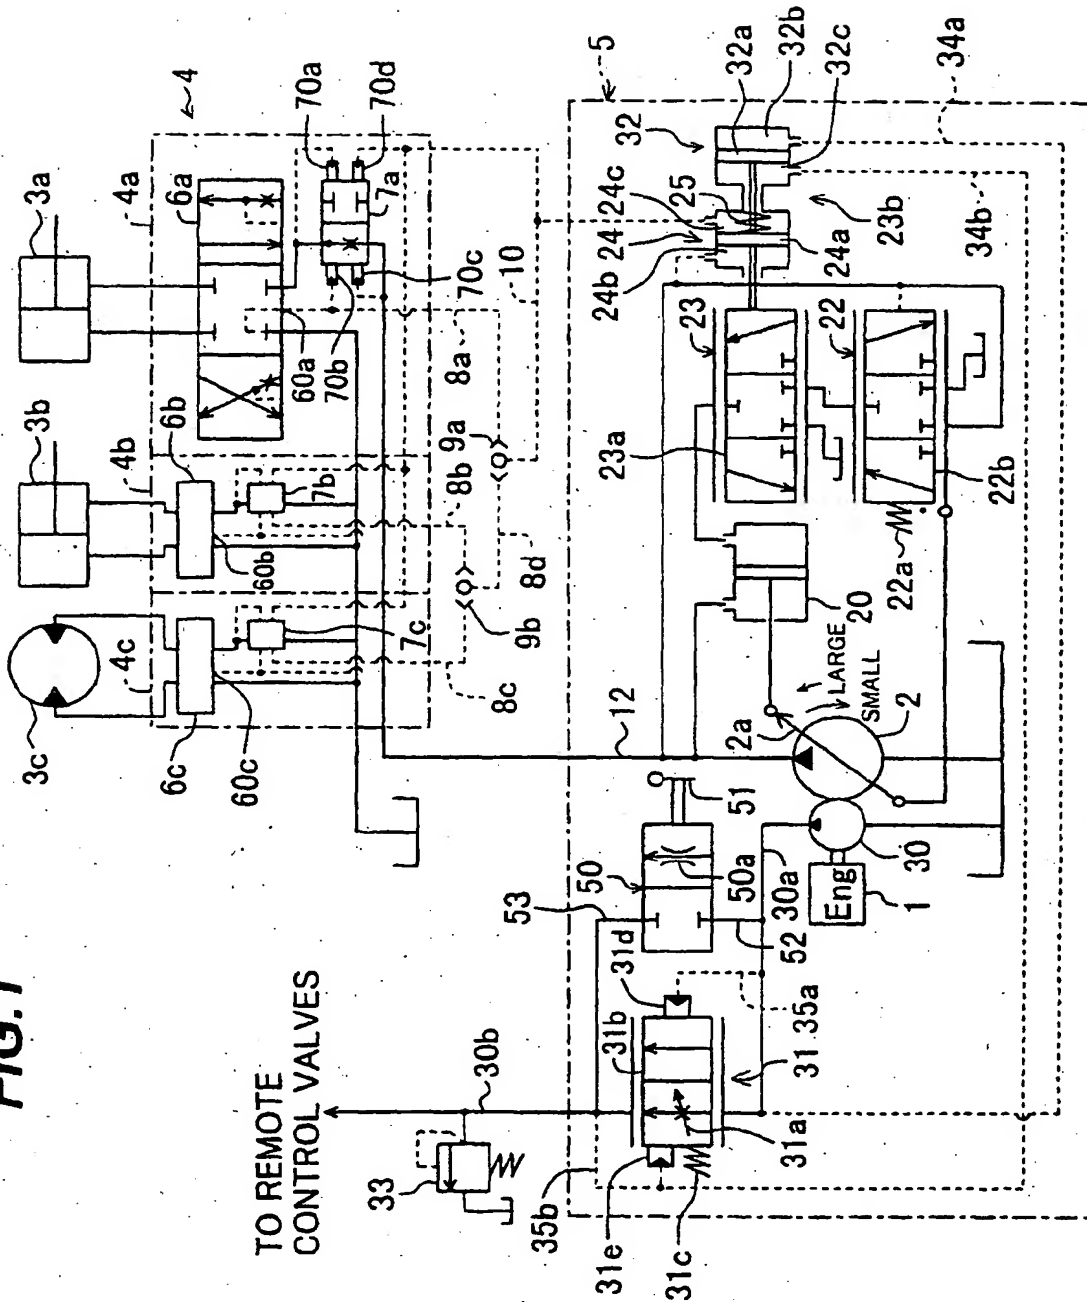 FIG.1
3a
3b
3c
4
4a
4b
4c
6a
6b
6c
60a
60b
60c
70a
70d
70b
70c
7a
7b
7c
8a
8b
8c
8d
9a
9b
10
12
TO REMOTE
CONTROL VALVES
30b
33
35b
31e
31c
31a
31
31b
31d
35a
53
50
50a
51
52
30a
Eng
1
30
2
2a
LARGE
SMALL
20
22a
22b
22
23a
23
24b
24
24c
25
24a
23b
32
32a
32b
32c
34a
34b
5